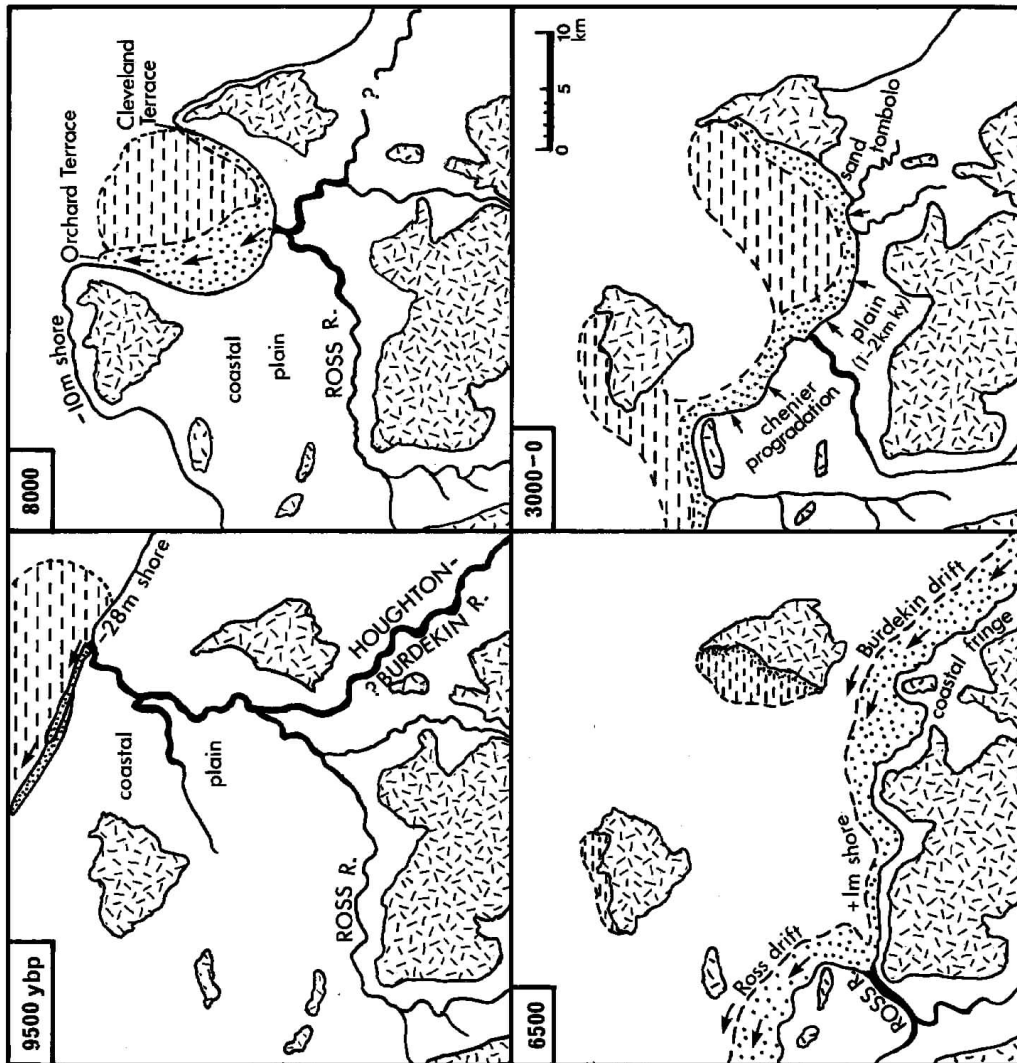 9500 ybp
-28m shore
coastal
plain
HOUGHTON-
?BURDEKIN R.
ROSS R.
8000
Orchard Terrace
Cleveland
Terrace
-10m shore
coastal
plain
ROSS R.
?
6500
Ross drift
+1m shore
Burdekin drift
coastal fringe
ROSS R.
3000-0
0 5 10
km
sand tombolo
chenier plain
progradation (1-2km ky)